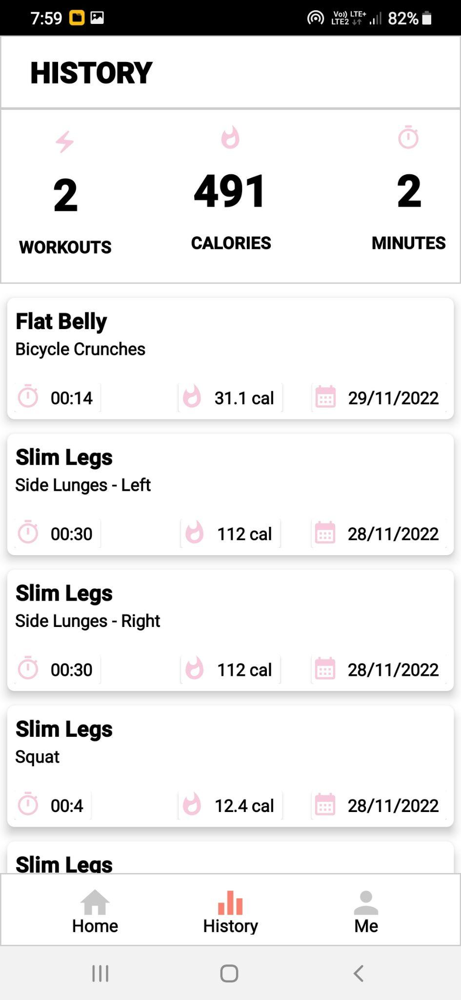 7:59 Vo)) LTE+ LTE2 82%
HISTORY
2 491 2
WORKOUTS CALORIES MINUTES
Flat Belly
Bicycle Crunches
00:14 31.1 cal 29/11/2022
Slim Legs
Side Lunges - Left
00:30 112 cal 28/11/2022
Slim Legs
Side Lunges - Right
00:30 112 cal 28/11/2022
Slim Legs
Squat
00:4 12.4 cal 28/11/2022
Slim Legs
Home History Me